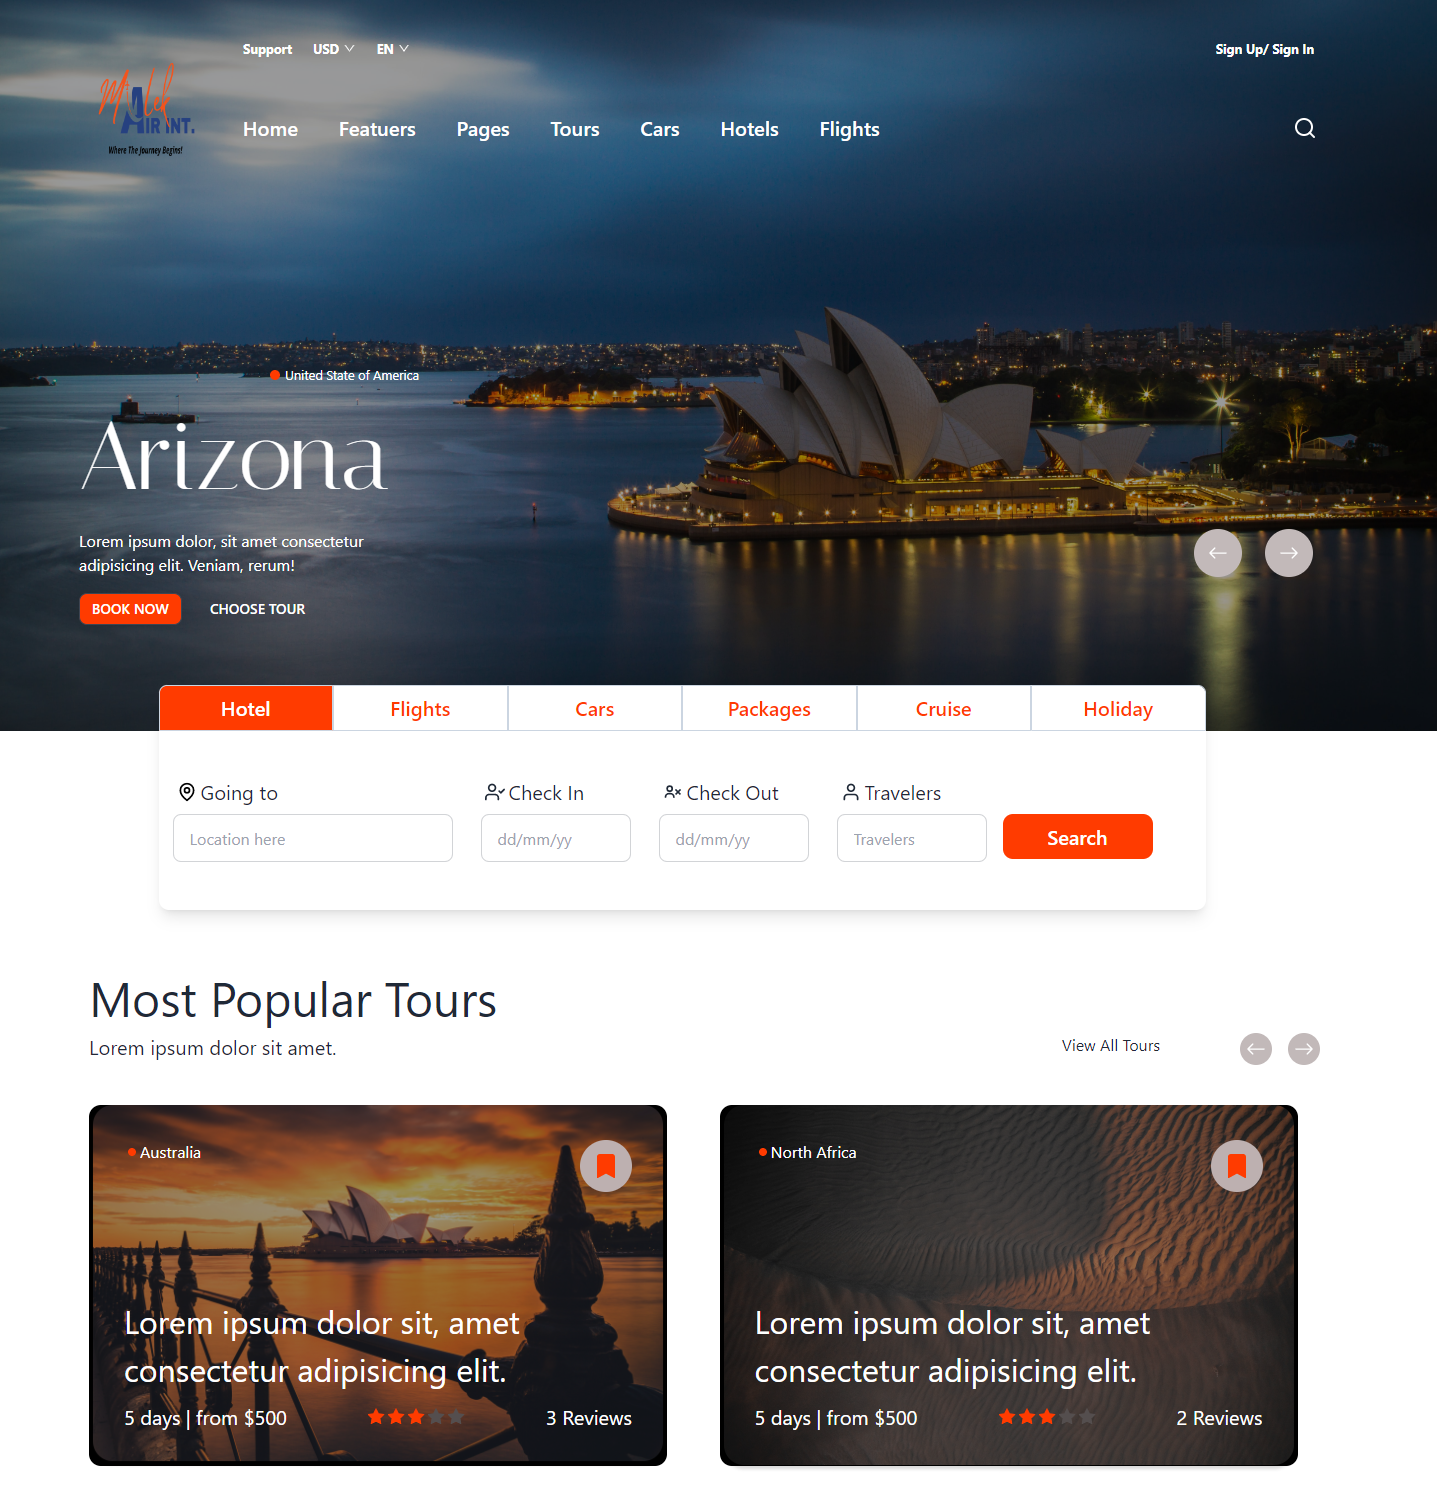 Support USD EN Sign Up/ Sign In
Malek
AIR INT.
Where The Journey Begins!
Home Featuers Pages Tours Cars Hotels Flights
United State of America
Arizona
Lorem ipsum dolor, sit amet consectetur
adipisicing elit. Veniam, rerum!
BOOK NOW CHOOSE TOUR
Hotel Flights Cars Packages Cruise Holiday
Going to Check In Check Out Travelers
Location here dd/mm/yy dd/mm/yy Travelers Search
Most Popular Tours
Lorem ipsum dolor sit amet.
View All Tours
Australia
Lorem ipsum dolor sit, amet
consectetur adipisicing elit.
5 days | from $500 3 Reviews
North Africa
Lorem ipsum dolor sit, amet
consectetur adipisicing elit.
5 days | from $500 2 Reviews